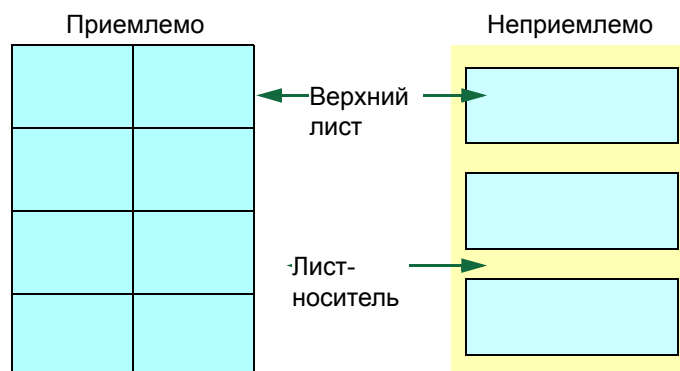 Приемлемо
Неприемлемо
Верхний
лист
Лист-
носитель